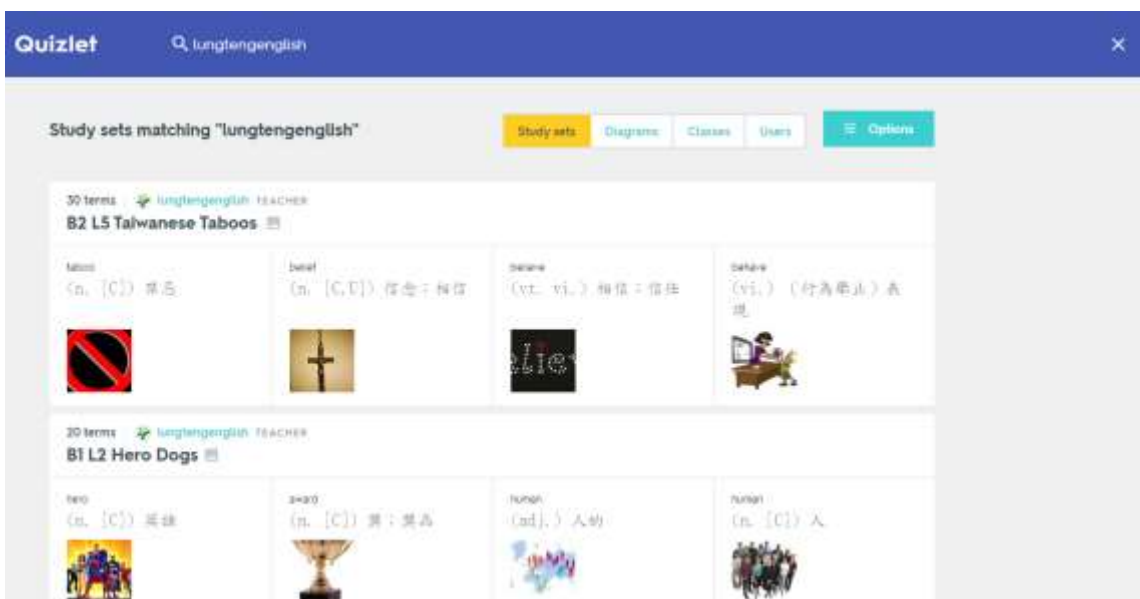 Quizlet
lungtengenglish
×
Study sets matching "lungtengenglish"
Study sets Diagrams Classes Users Options
30 terms lungtengenglish TEACHER
B2 L5 Taiwanese Taboos
taboo
(n. [C]) 禁忌
belief
(n. [C,U]) 信念;相信
believe
(vt. vi.) 相信;信任
behave
(vi.) (行為舉止)表
現
elie
20 terms lungtengenglish TEACHER
B1 L2 Hero Dogs
hero
(n. [C]) 英雄
award
(n. [C]) 獎;獎品
human
(adj.) 人的
human
(n. [C]) 人